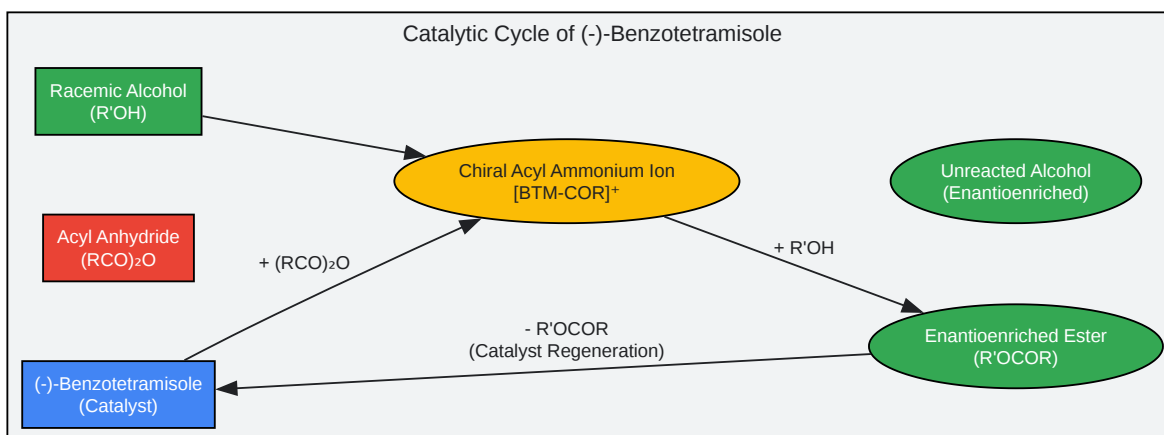 Catalytic Cycle of (-)-Benzotetramisole
Racemic Alcohol
(R'OH)
Chiral Acyl Ammonium Ion
[BTM-COR]⁺
Unreacted Alcohol
(Enantioenriched)
Acyl Anhydride
(RCO)₂O
+ (RCO)₂O
+ R'OH
- R'OCOR
(Catalyst Regeneration)
Enantioenriched Ester
(R'OCOR)
(-)-Benzotetramisole
(Catalyst)